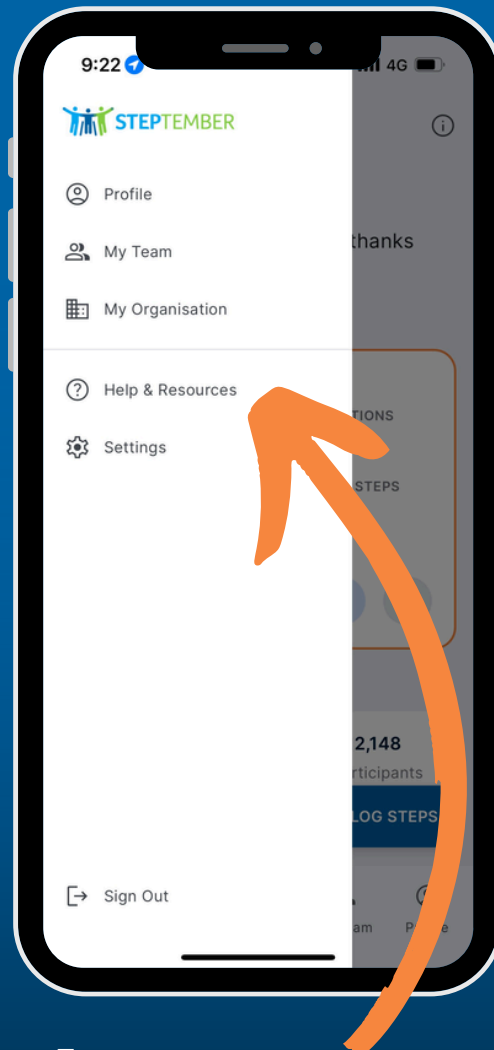 9:22
4G
STEPTEMBER
Profile
thanks
My Team
My Organisation
Help & Resources
TIONS
Settings
STEPS
2,148
rticipants
LOG STEPS
Sign Out
am